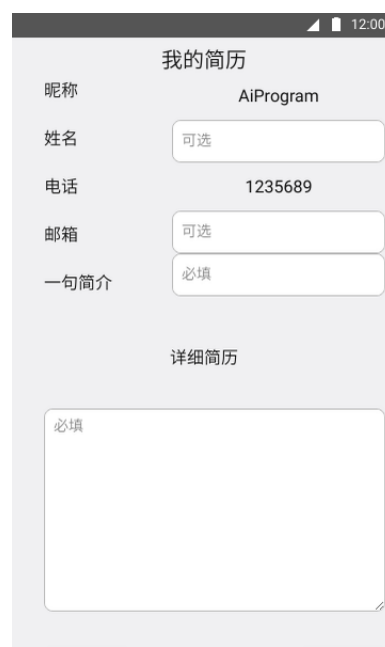 12:00
我的简历
昵称 AiProgram
姓名 可选
电话 1235689
邮箱 可选
一句简介 必填
详细简历
必填